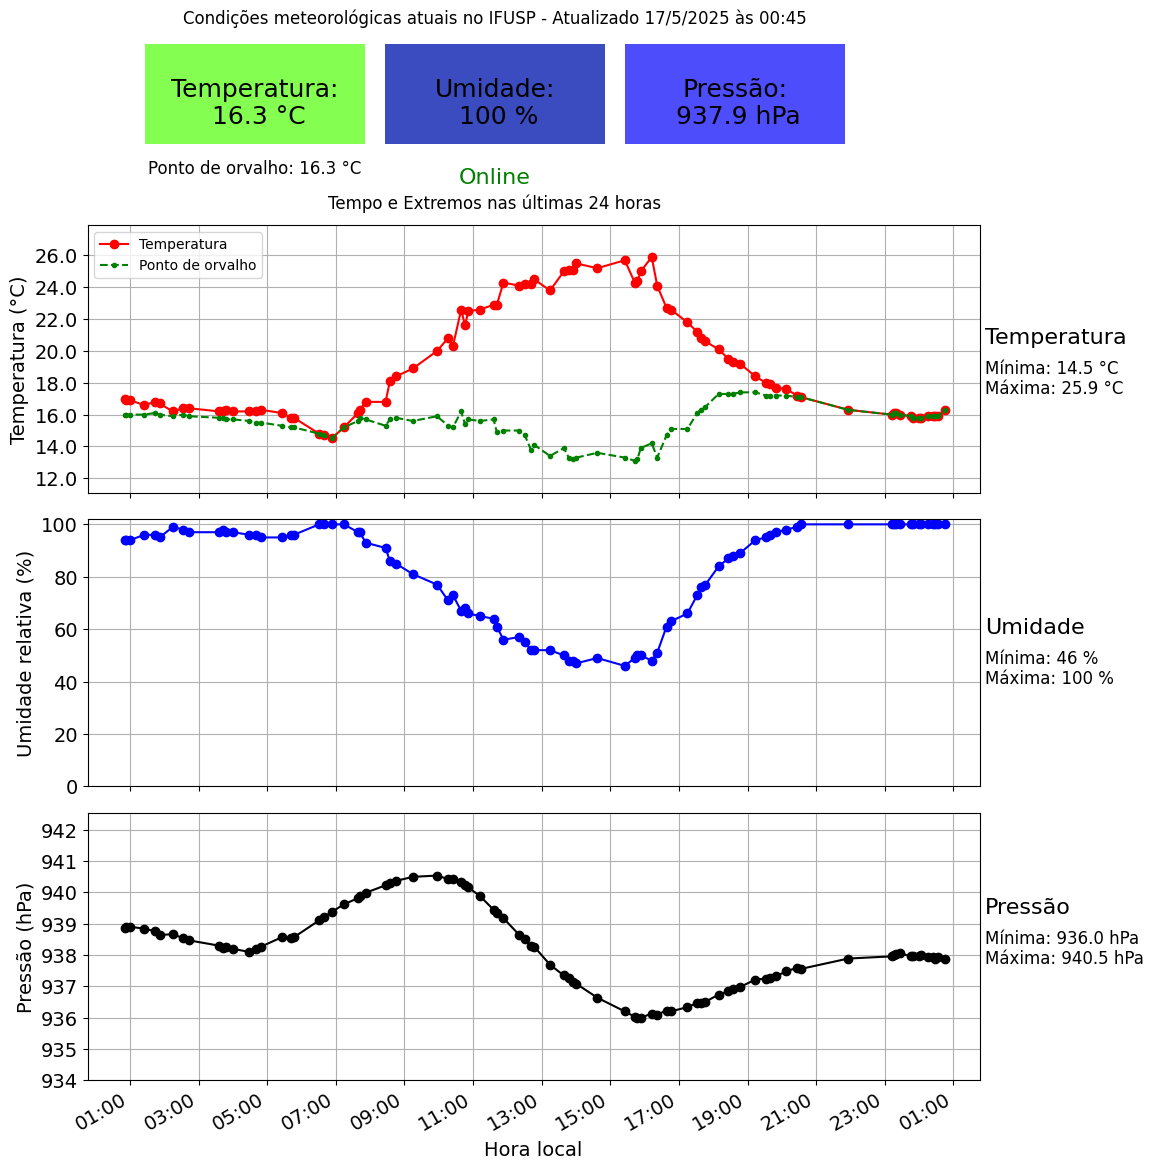 Condições meteorológicas atuais no IFUSP - Atualizado 17/5/2025 às 00:45
Temperatura:
16.3 °C
Umidade:
100 %
Pressão:
937.9 hPa
Ponto de orvalho: 16.3 °C
Online
Tempo e Extremos nas últimas 24 horas
Temperatura (°C)
26.0
24.0
22.0
20.0
18.0
16.0
14.0
12.0
Temperatura
Ponto de orvalho
Temperatura
Mínima: 14.5 °C
Máxima: 25.9 °C
Umidade relativa (%)
100
80
60
40
20
0
Umidade
Mínima: 46 %
Máxima: 100 %
Pressão (hPa)
942
941
940
939
938
937
936
935
934
Pressão
Mínima: 936.0 hPa
Máxima: 940.5 hPa
01:00 03:00 05:00 07:00 09:00 11:00 13:00 15:00 17:00 19:00 21:00 23:00 01:00
Hora local